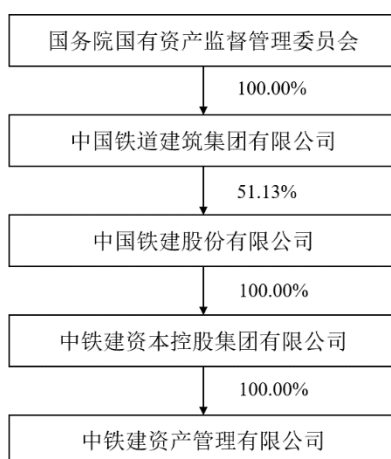 国务院国有资产监督管理委员会
100.00%
中国铁道建筑集团有限公司
51.13%
中国铁建股份有限公司
100.00%
中铁建资本控股集团有限公司
100.00%
中铁建资产管理有限公司